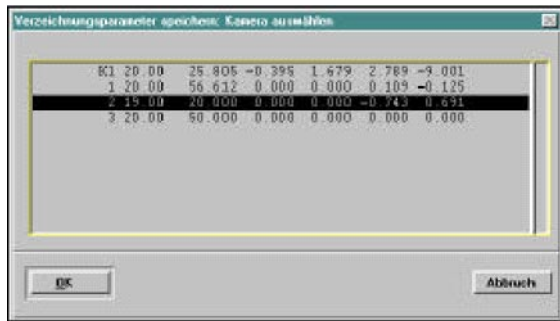 Verzeichnungsparameter speichern: Kamera auswählen
K1 20.00 25.805 -0.395 1.679 2.789 -9.001
1 20.00 56.612 0.000 0.000 0.109 -0.125
2 19.00 20.000 0.000 0.000 -0.743 0.691
3 20.00 50.000 0.000 0.000 0.000 0.000
OK
Abbruch